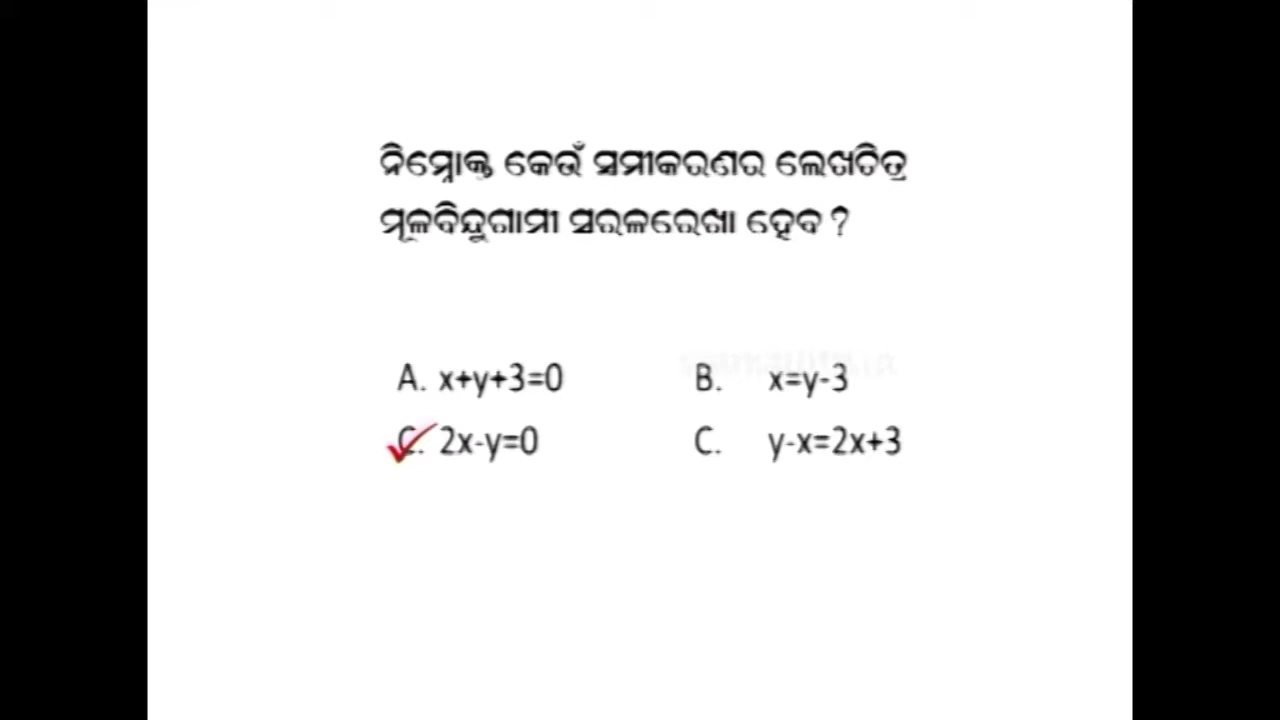 ନିମ୍ନୋକ୍ତ କେଉଁ ସମୀକରଣର ଲେଖଚିତ୍ର
ମୂଳବିନ୍ଦୁଗାମୀ ସରଳରେଖା ହେବ ?
A. x+y+3=0 B. x=y-3
C. 2x-y=0 C. y-x=2x+3